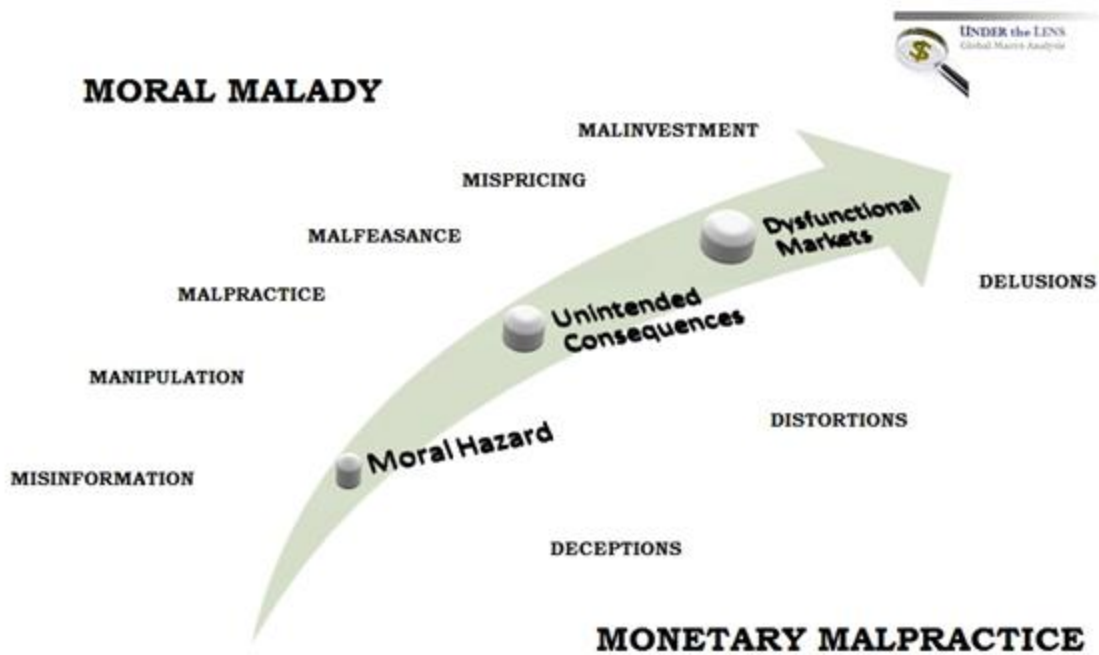 UNDER the LENS
Global Macro Analysis
MORAL MALADY
MALINVESTMENT
MISPRICING
MALFEASANCE
MALPRACTICE
MANIPULATION
MISINFORMATION
Dysfunctional
Markets
Unintended
Consequences
Moral Hazard
DELUSIONS
DISTORTIONS
DECEPTIONS
MONETARY MALPRACTICE